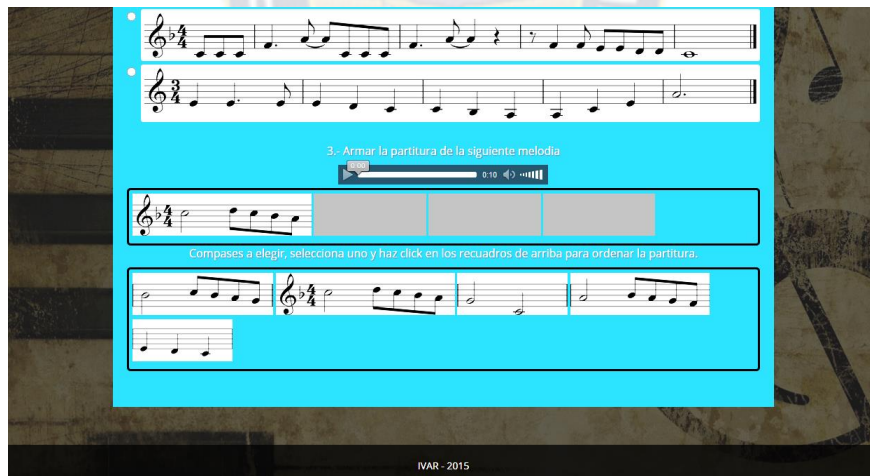 3.- Armar la partitura de la siguiente melodia
0:00
0:10
Compases a elegir, selecciona uno y haz click en los recuadros de arriba para ordenar la partitura.
IVAR - 2015